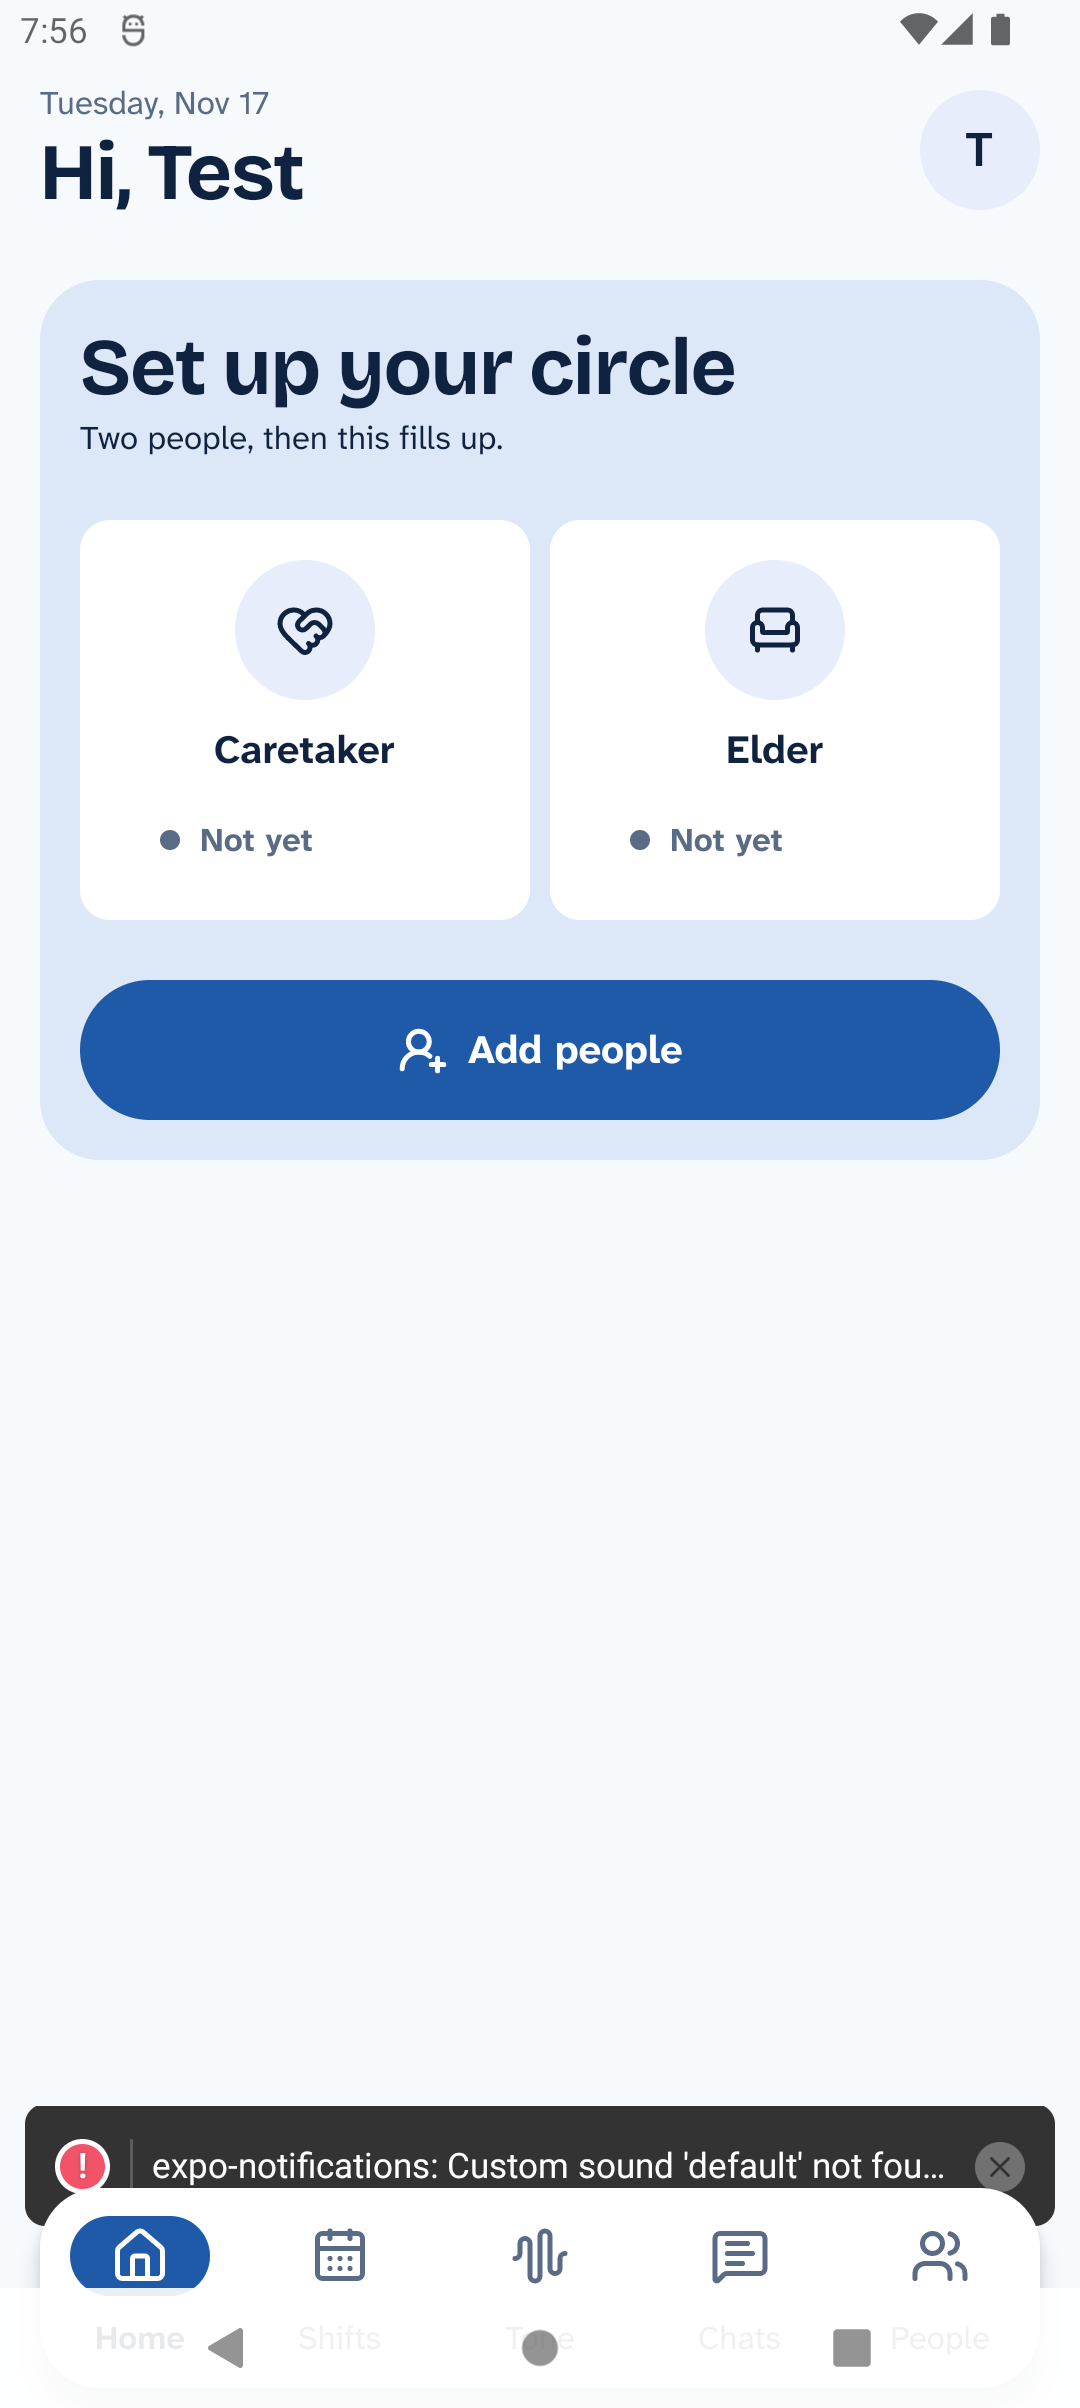 7:56
Tuesday, Nov 17
Hi, Test
T
Set up your circle
Two people, then this fills up.
Caretaker
Elder
Not yet
Not yet
Add people
! expo-notifications: Custom sound 'default' not fou...
Home
Shifts
Chats
People